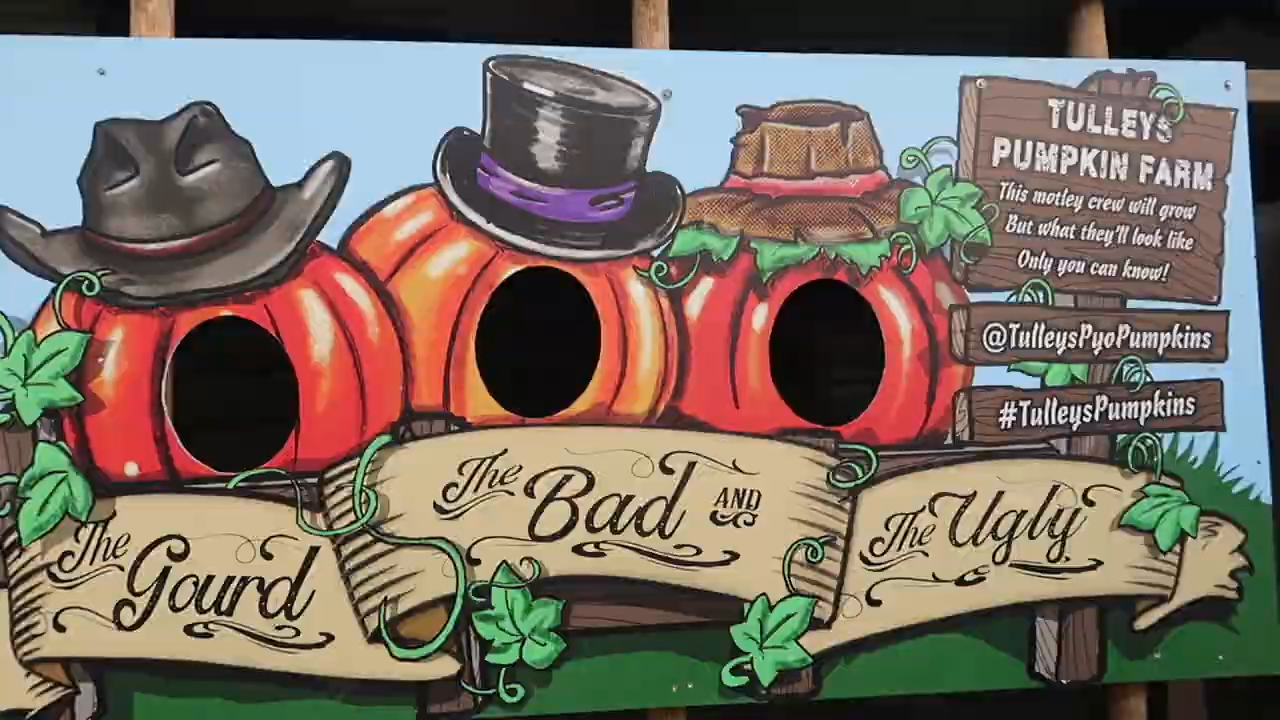 TULLEYS
PUMPKIN FARM
This motley crew will grow
But what they'll look like
Only you can know!
@TulleysPyoPumpkins
#TulleysPumpkins
The Gourd
The Bad AND
The Ugly